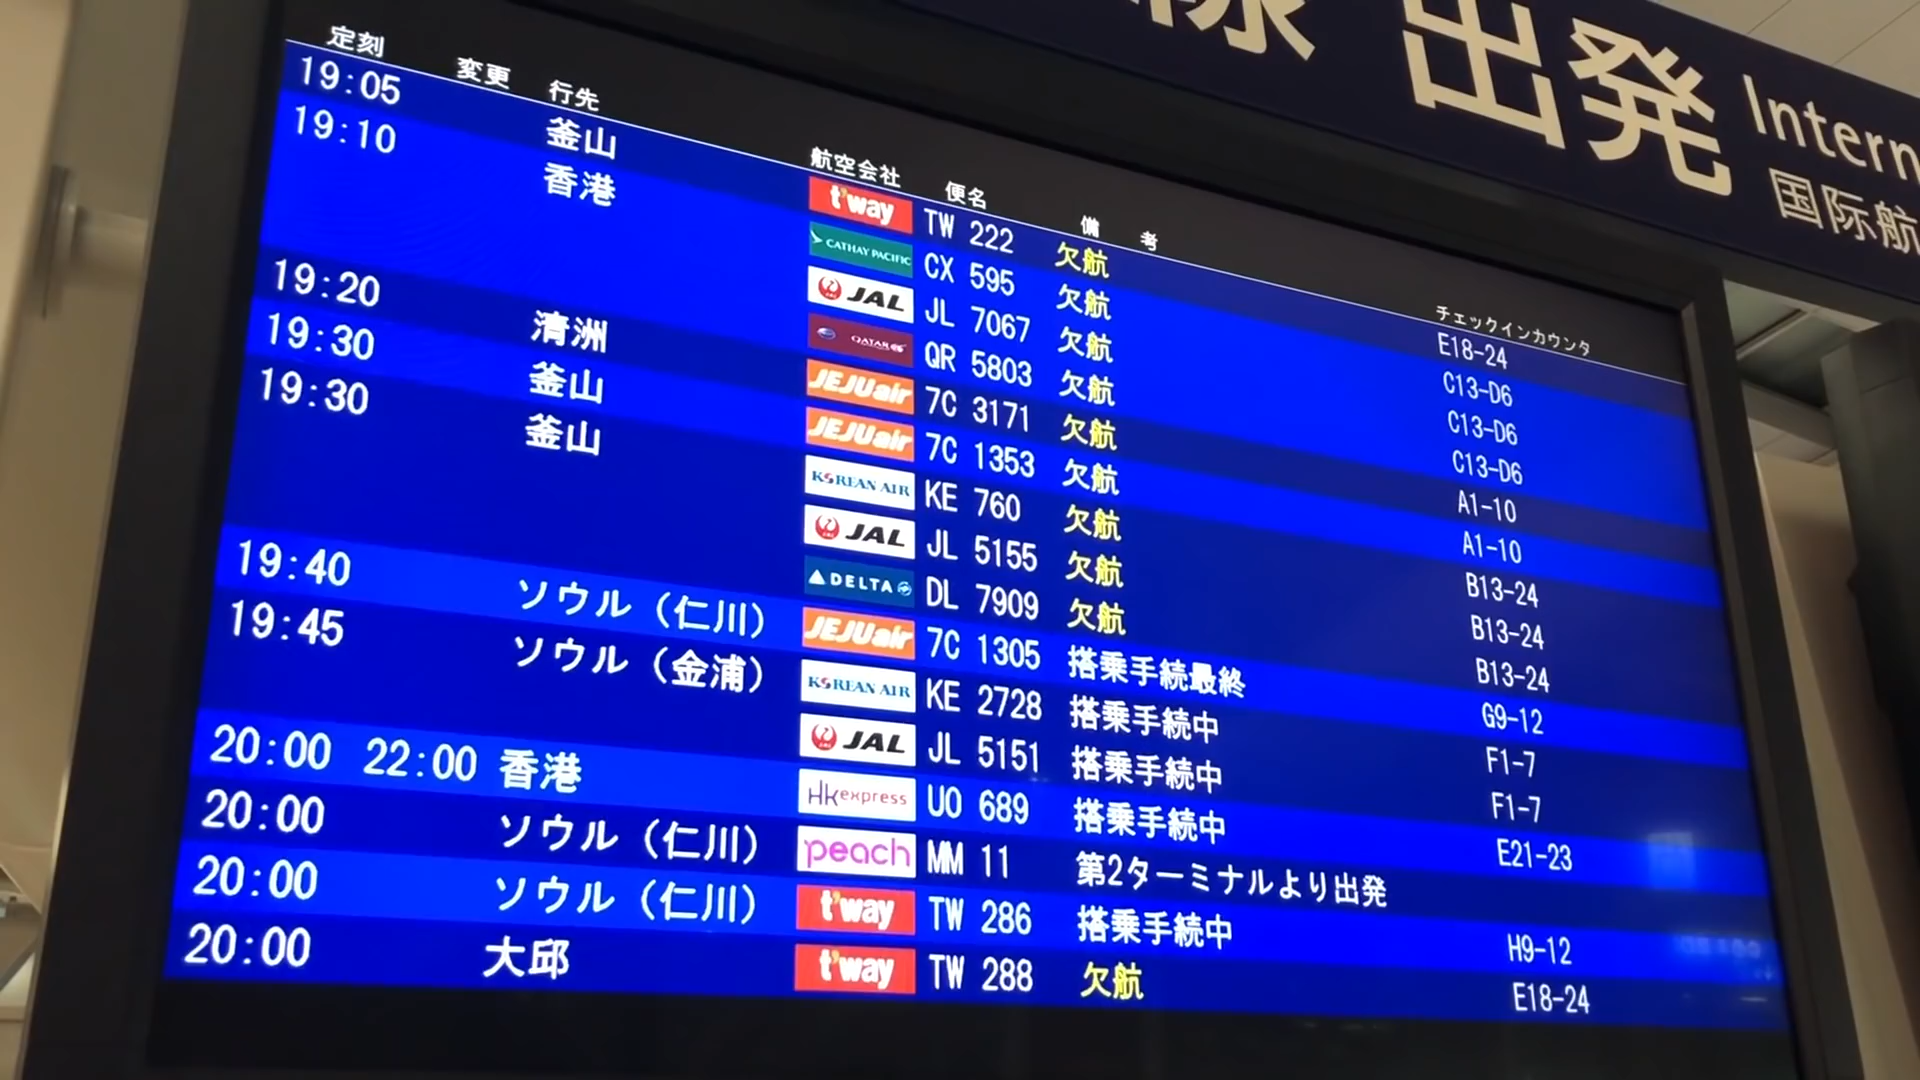 出発
Intern
国际航
定刻 変更 行先 航空会社 便名 備考 チェックインカウンタ
19:05 釜山 t'way TW 222 欠航 E18-24
19:10 香港 CATHAY PACIFIC CX 595 欠航 C13-D6
JAL JL 7067 欠航 C13-D6
QATAR QR 5803 欠航 C13-D6
19:20 清洲 JEJUair 7C 3171 欠航 A1-10
19:30 釜山 JEJUair 7C 1353 欠航 A1-10
19:30 釜山 KOREAN AIR KE 760 欠航 B13-24
JAL JL 5155 欠航 B13-24
DELTA DL 7909 欠航 B13-24
19:40 ソウル（仁川） JEJUair 7C 1305 搭乗手続最終 G9-12
19:45 ソウル（金浦） KOREAN AIR KE 2728 搭乗手続中 F1-7
JAL JL 5151 搭乗手続中 F1-7
20:00 22:00 香港 HK express UO 689 搭乗手続中 E21-23
20:00 ソウル（仁川） peach MM 11 第2ターミナルより出発
20:00 ソウル（仁川） t'way TW 286 搭乗手続中 H9-12
20:00 大邱 t'way TW 288 欠航 E18-24